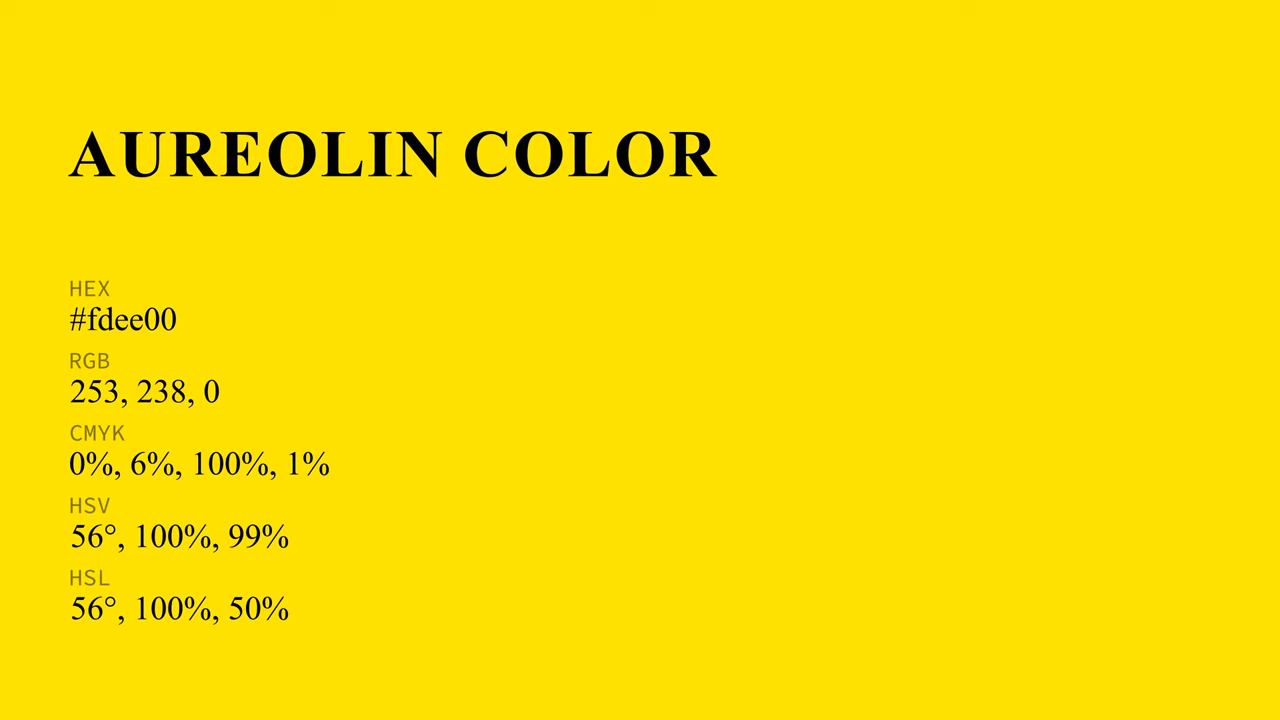 AUREOLIN COLOR
HEX
#fdee00
RGB
253, 238, 0
CMYK
0%, 6%, 100%, 1%
HSV
56°, 100%, 99%
HSL
56°, 100%, 50%